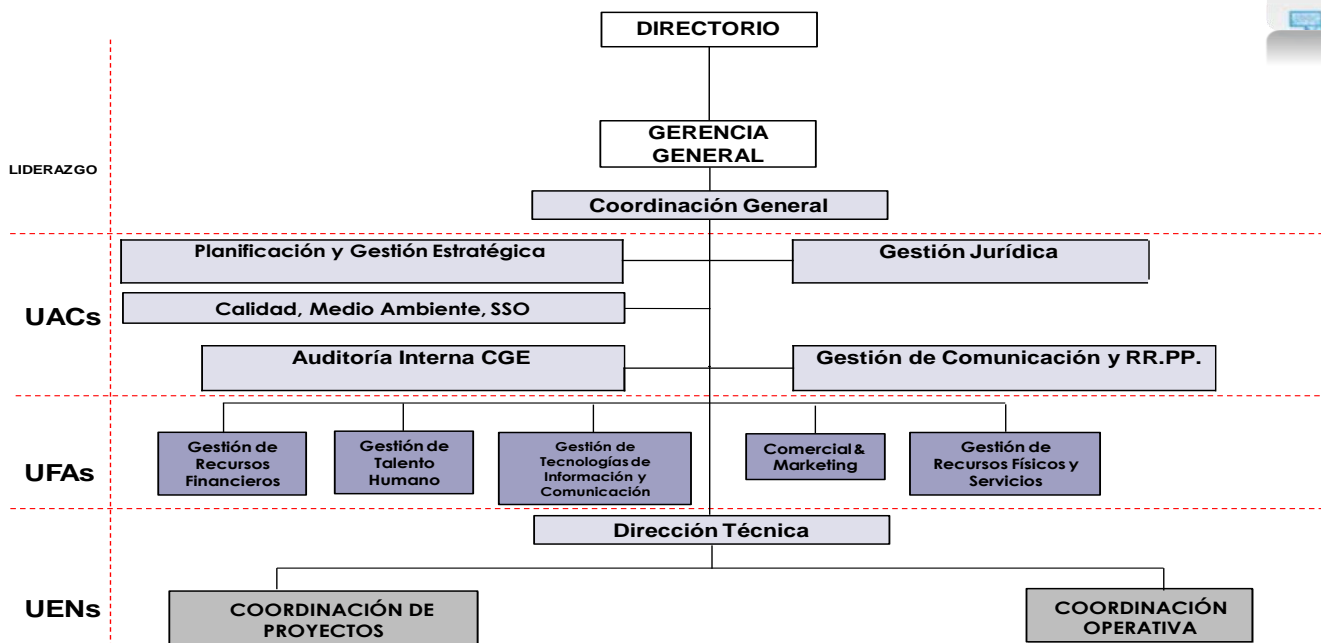 DIRECTORIO
GERENCIA
GENERAL
LIDERAZGO
Coordinación General
Planificación y Gestión Estratégica
Gestión Jurídica
UACs
Calidad, Medio Ambiente, SSO
Auditoría Interna CGE
Gestión de Comunicación y RR.PP.
UFAs
Gestión de
Recursos
Financieros
Gestión de
Talento
Humano
Gestión de
Tecnologías de
Información y
Comunicación
Comercial &
Marketing
Gestión de
Recursos Físicos y
Servicios
Dirección Técnica
UENs
COORDINACIÓN DE
PROYECTOS
COORDINACIÓN
OPERATIVA